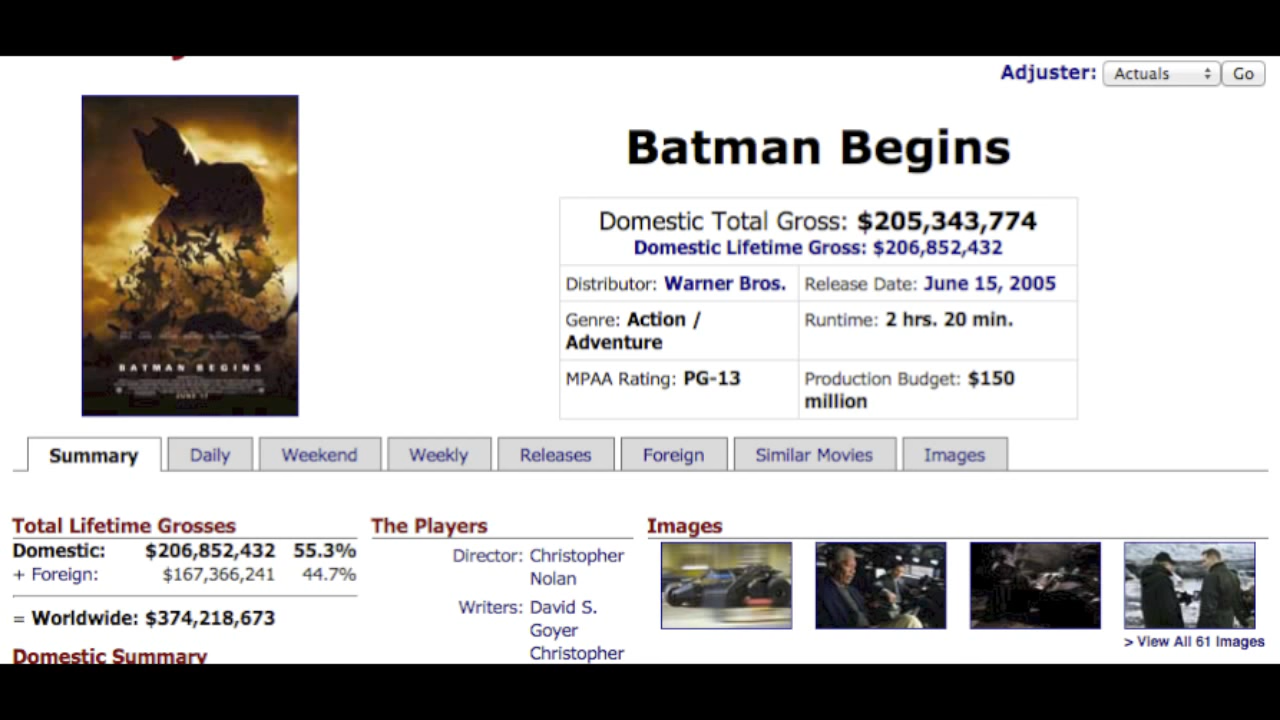 Adjuster: Actuals Go
Batman Begins
Domestic Total Gross: $205,343,774
Domestic Lifetime Gross: $206,852,432
Distributor: Warner Bros.
Release Date: June 15, 2005
Genre: Action /
Adventure
Runtime: 2 hrs. 20 min.
MPAA Rating: PG-13
Production Budget: $150
million
BATMAN BEGINS
Summary Daily Weekend Weekly Releases Foreign Similar Movies Images
Total Lifetime Grosses
Domestic: $206,852,432 55.3%
+ Foreign: $167,366,241 44.7%
= Worldwide: $374,218,673
Domestic Summary
The Players
Director: Christopher
Nolan
Writers: David S.
Goyer
Christopher
Images
> View All 61 Images